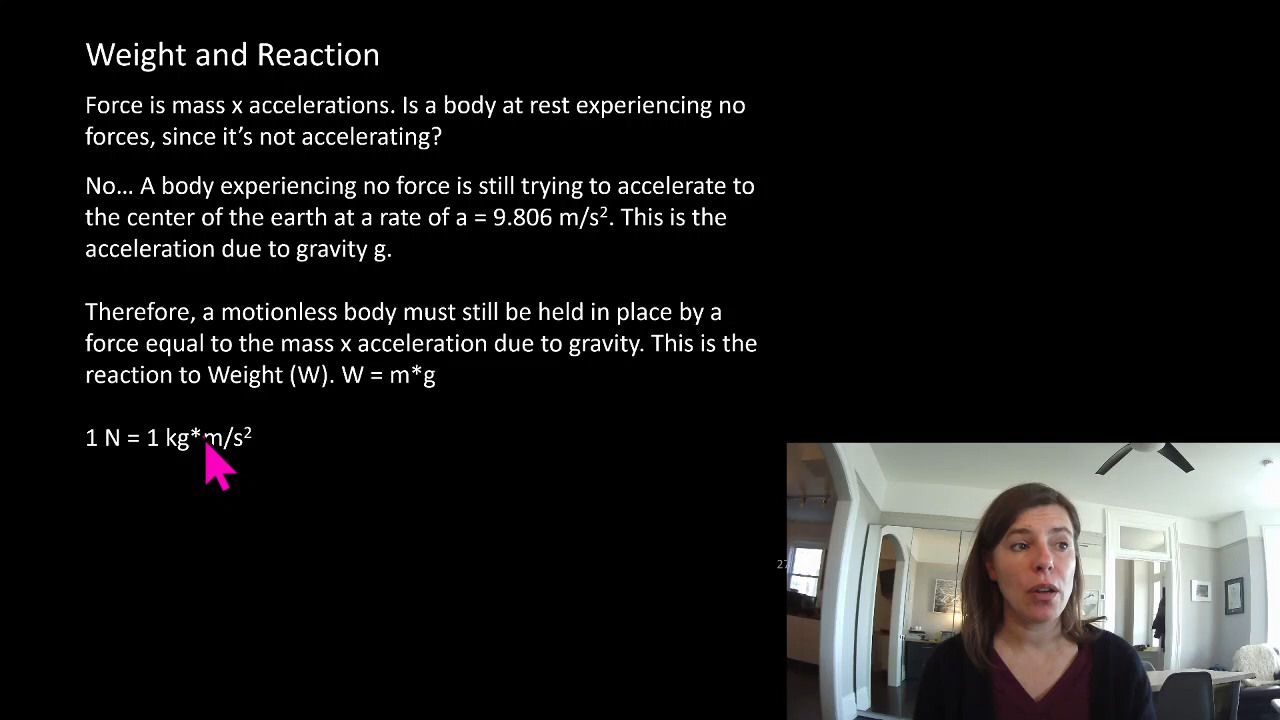 Weight and Reaction
Force is mass x accelerations. Is a body at rest experiencing no
forces, since it’s not accelerating?
No… A body experiencing no force is still trying to accelerate to
the center of the earth at a rate of a = 9.806 m/s². This is the
acceleration due to gravity g.
Therefore, a motionless body must still be held in place by a
force equal to the mass x acceleration due to gravity. This is the
reaction to Weight (W). W = m*g
1 N = 1 kg*m/s²
27